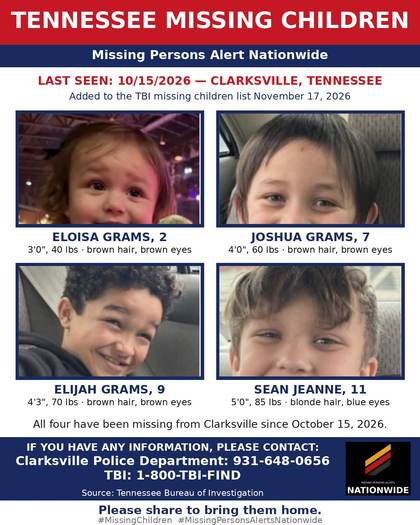 TENNESSEE MISSING CHILDREN
Missing Persons Alert Nationwide
LAST SEEN: 10/15/2026 — CLARKSVILLE, TENNESSEE
Added to the TBI missing children list November 17, 2026
ELOISA GRAMS, 2
3'0", 40 lbs · brown hair, brown eyes
JOSHUA GRAMS, 7
4'0", 60 lbs · brown hair, brown eyes
ELIJAH GRAMS, 9
4'3", 70 lbs · brown hair, brown eyes
SEAN JEANNE, 11
5'0", 85 lbs · blonde hair, blue eyes
All four have been missing from Clarksville since October 15, 2026.
IF YOU HAVE ANY INFORMATION, PLEASE CONTACT:
Clarksville Police Department: 931-648-0656
TBI: 1-800-TBI-FIND
Source: Tennessee Bureau of Investigation
MISSING PERSONS ALERTS
NATIONWIDE
Please share to bring them home.
#MissingChildren #MissingPersonsAlertsNationwide